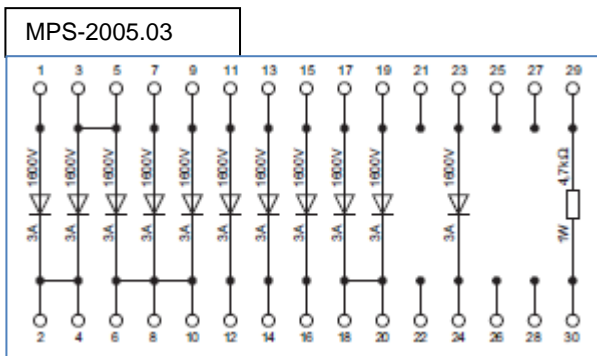 MPS-2005.03
1 3 5 7 9 11 13 15 17 19 21 23 25 27 29
1600V 1600V 1600V 1600V 1600V 1600V 1600V 1600V 1600V 1600V 1600V 4,7kΩ
3A 3A 3A 3A 3A 3A 3A 3A 3A 3A 3A 1W
2 4 6 8 10 12 14 16 18 20 22 24 26 28 30